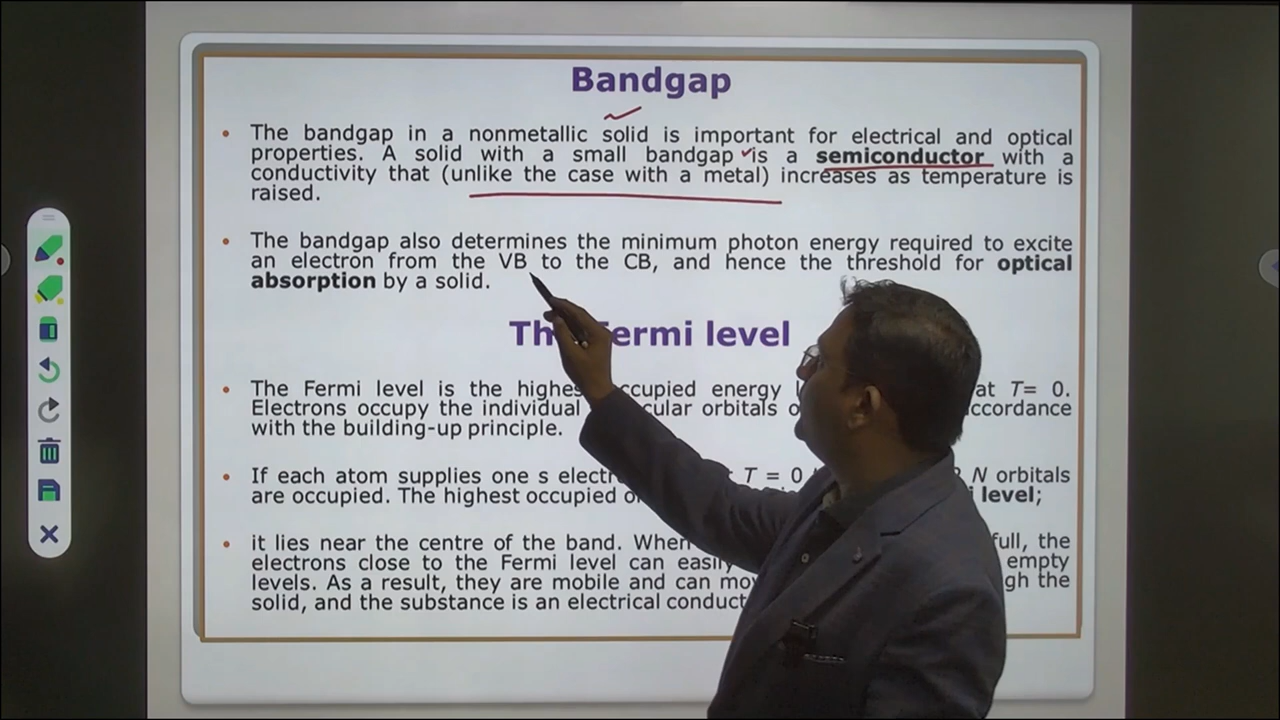 Bandgap
• The bandgap in a nonmetallic solid is important for electrical and optical
properties. A solid with a small bandgap is a semiconductor with a
conductivity that (unlike the case with a metal) increases as temperature is
raised.
• The bandgap also determines the minimum photon energy required to excite
an electron from the VB to the CB, and hence the threshold for optical
absorption by a solid.
Th Fermi level
• The Fermi level is the highes ccupied energy at T= 0.
Electrons occupy the individual cular orbitals o ccordance
with the building-up principle.
• If each atom supplies one s electr T = 0 N orbitals
are occupied. The highest occupied level;
• it lies near the centre of the band. When full, the
electrons close to the Fermi level can easily empty
levels. As a result, they are mobile and can mov gh the
solid, and the substance is an electrical conduct